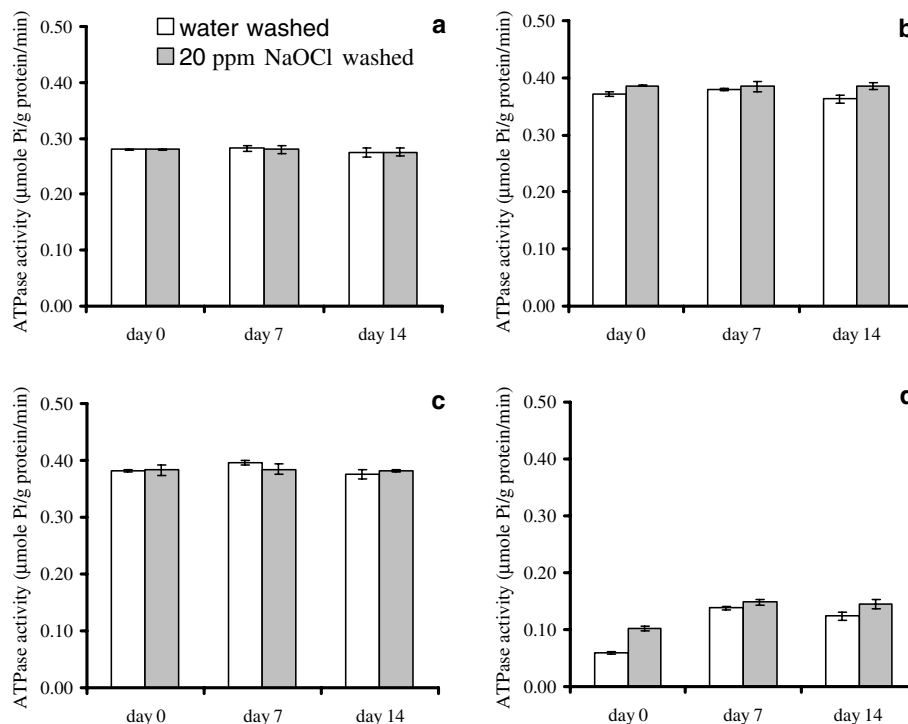 water washed
20 ppm NaOCl washed
a
ATPase activity (µmole Pi/g protein/min)
0.50
0.40
0.30
0.20
0.10
0.00
day 0
day 7
day 14
b
ATPase activity (µmole Pi/g protein/min)
0.50
0.40
0.30
0.20
0.10
0.00
day 0
day 7
day 14
c
ATPase activity (µmole Pi/g protein/min)
0.50
0.40
0.30
0.20
0.10
0.00
day 0
day 7
day 14
d
ATPase activity (µmole Pi/g protein/min)
0.50
0.40
0.30
0.20
0.10
0.00
day 0
day 7
day 14